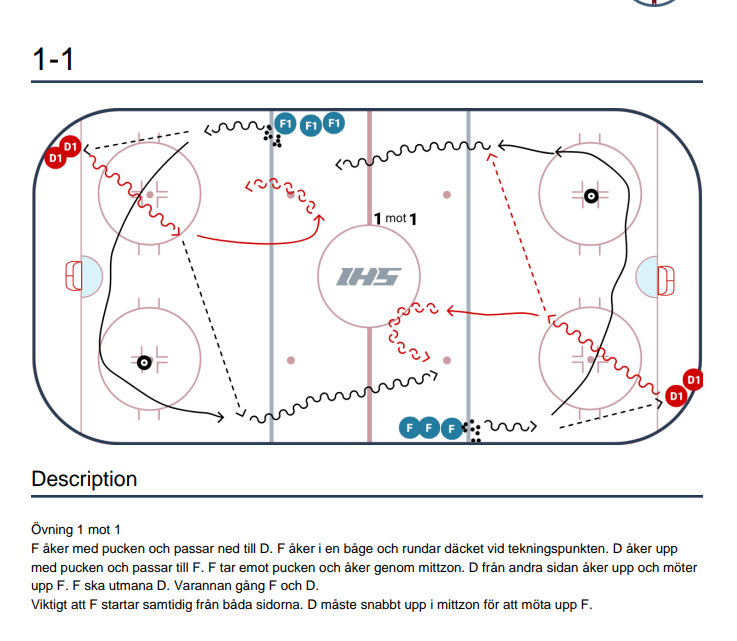 1-1
D1
D1
F1
F1
F1
1 mot 1
IHS
D1
D1
F
F
F
Description
Övning 1 mot 1
F åker med pucken och passar ned till D. F åker i en båge och rundar däcket vid tekningspunkten. D åker upp
med pucken och passar till F. F tar emot pucken och åker genom mittzon. D från andra sidan åker upp och möter
upp F. F ska utmana D. Varannan gång F och D.
Viktigt att F startar samtidig från båda sidorna. D måste snabbt upp i mittzon för att möta upp F.